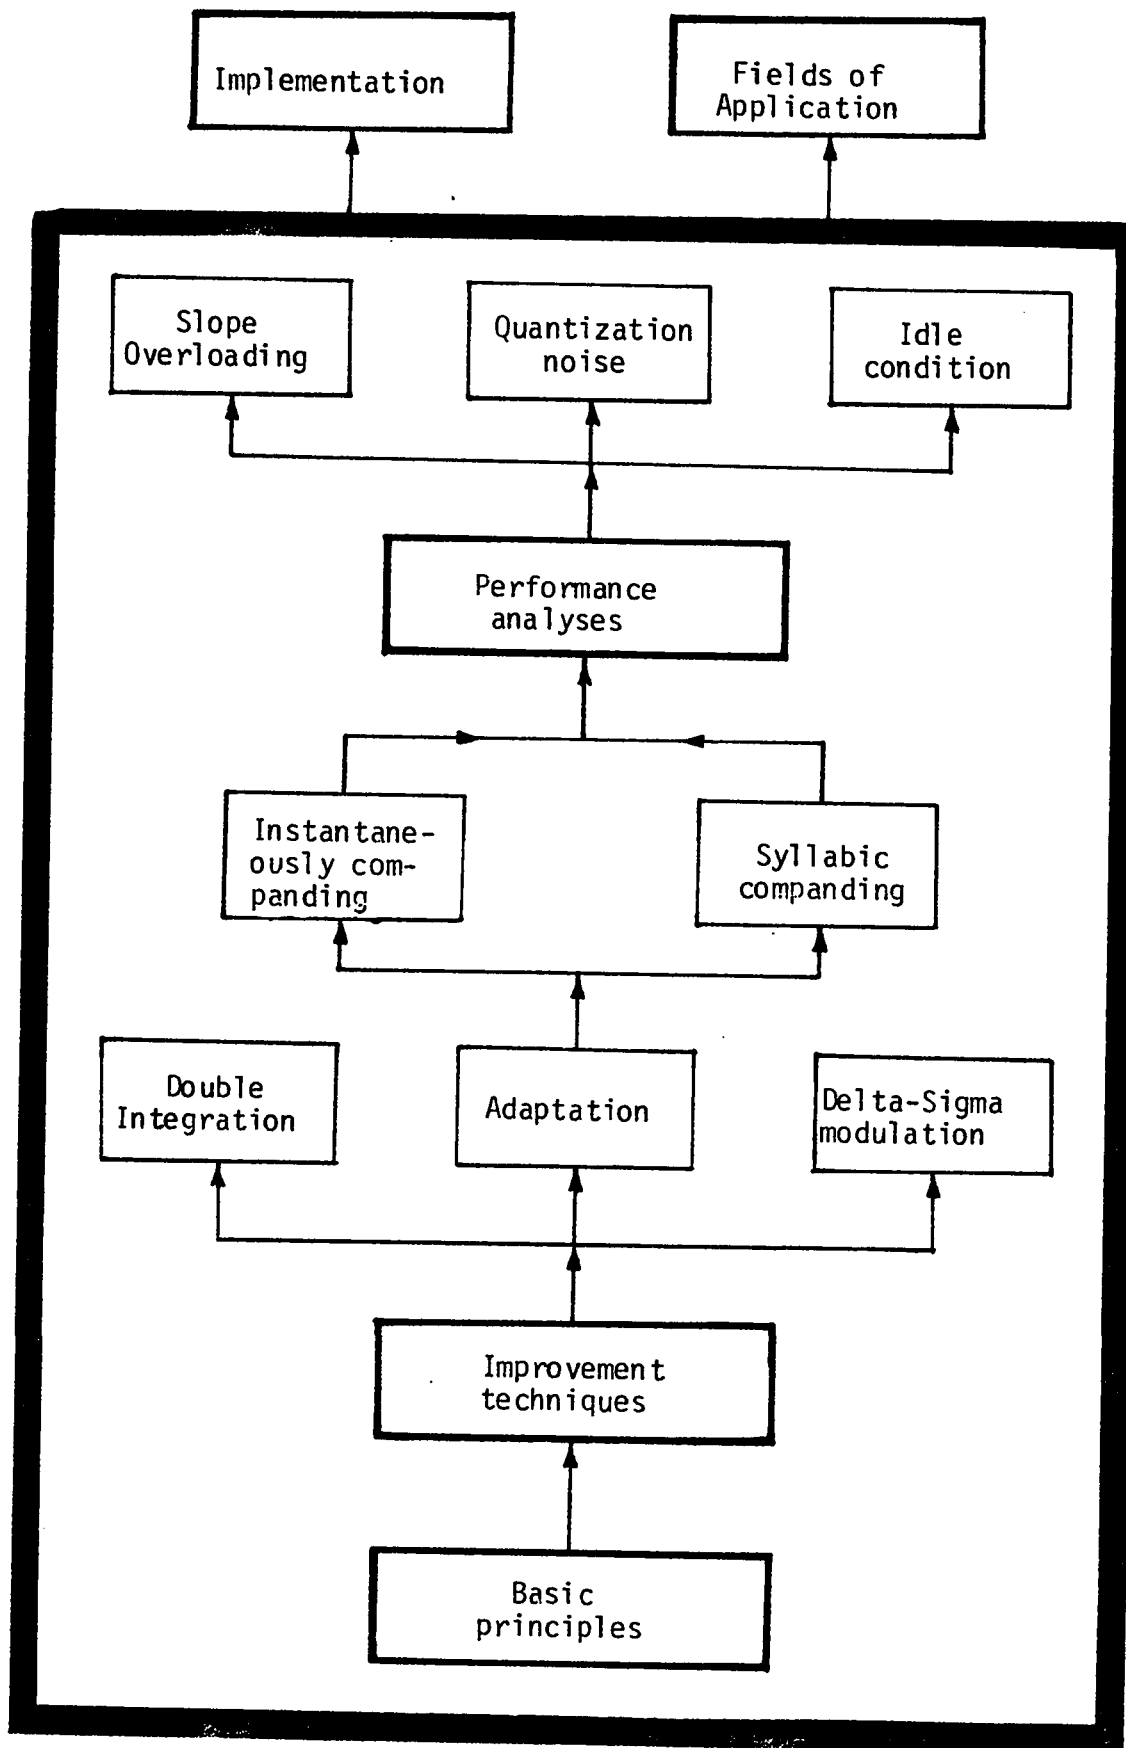 Implementation
Fields of
Application
Slope
Overloading
Quantization
noise
Idle
condition
Performance
analyses
Instantane-
ously com-
panding
Syllabic
companding
Double
Integration
Adaptation
Delta-Sigma
modulation
Improvement
techniques
Basic
principles